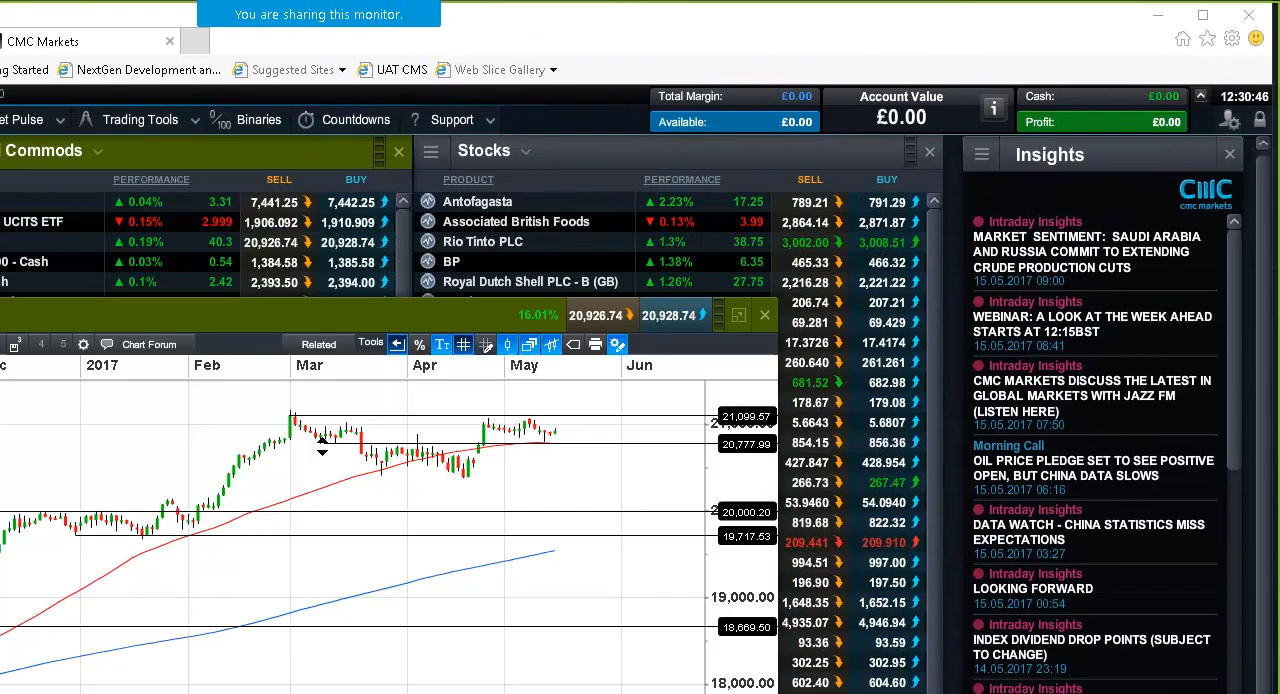 You are sharing this monitor.
CMC Markets
ng Started
NextGen Development an...
Suggested Sites
UAT CMS
Web Slice Gallery
Total Margin: £0.00
Account Value
Cash: £0.00
12:30:46
et Pulse
Trading Tools
Binaries
Countdowns
Support
Available: £0.00
£0.00
Profit: £0.00
Commods
PERFORMANCE SELL BUY
0.04% 3.31 7,441.25 7,442.25
UCITS ETF 0.15% 2.999 1,906.092 1,910.909
0.19% 40.3 20,926.74 20,928.74
00 - Cash 0.03% 0.54 1,384.58 1,385.58
sh 0.1% 2.42 2,393.50 2,394.00
Stocks
PRODUCT PERFORMANCE SELL BUY
Antofagasta 2.23% 17.25 789.21 791.29
Associated British Foods 0.13% 3.99 2,864.14 2,871.87
Rio Tinto PLC 1.3% 38.75 3,002.00 3,008.51
BP 1.38% 6.35 465.33 466.32
Royal Dutch Shell PLC - B (GB) 1.26% 27.75 2,216.28 2,221.22
206.74 207.21
69.281 69.429
17.3726 17.4174
260.640 261.261
681.52 682.98
178.67 179.08
5.6643 5.6807
854.15 856.36
427.847 428.954
266.73 267.47
53.9460 54.0940
819.68 822.32
209.441 209.910
994.51 997.00
196.90 197.50
1,648.35 1,652.15
4,935.07 4,946.94
93.36 93.59
302.25 302.95
602.40 604.60
16.01% 20,926.74 20,928.74
3 4 5 Chart Forum Related Tools % TT
c 2017 Feb Mar Apr May Jun
21,099.57
20,777.99
20,000.20
19,717.53
19,000.00
18,669.50
18,000.00
Insights
cmc markets
Intraday Insights
MARKET SENTIMENT: SAUDI ARABIA
AND RUSSIA COMMIT TO EXTENDING
CRUDE PRODUCTION CUTS
15.05.2017 09:00
Intraday Insights
WEBINAR: A LOOK AT THE WEEK AHEAD
STARTS AT 12:15BST
15.05.2017 08:41
Intraday Insights
CMC MARKETS DISCUSS THE LATEST IN
GLOBAL MARKETS WITH JAZZ FM
(LISTEN HERE)
15.05.2017 07:50
Morning Call
OIL PRICE PLEDGE SET TO SEE POSITIVE
OPEN, BUT CHINA DATA SLOWS
15.05.2017 06:16
Intraday Insights
DATA WATCH - CHINA STATISTICS MISS
EXPECTATIONS
15.05.2017 03:27
Intraday Insights
LOOKING FORWARD
15.05.2017 00:54
Intraday Insights
INDEX DIVIDEND DROP POINTS (SUBJECT
TO CHANGE)
14.05.2017 23:19
Intraday Insights